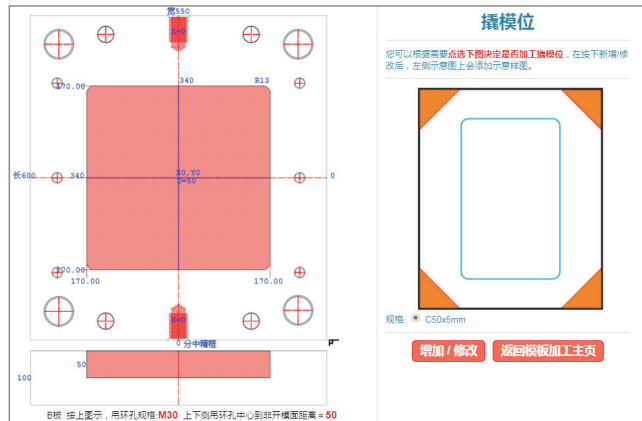 宽550
X=0
340
R13
170.00
长600
340
X0,Y0
D=50
0
170.00
170.00
170.00
X=0
0
分中精框
50
100
B板 按上图示，吊环孔规格:M30 上下侧吊环孔中心到非开模面距离=50
撬模位
您可以根据需要点选下图决定是否加工撬模位，在按下新增/修
改后，左侧示意图上会添加示意样图。
规格: C50x5mm
增加 / 修改
返回模板加工主页